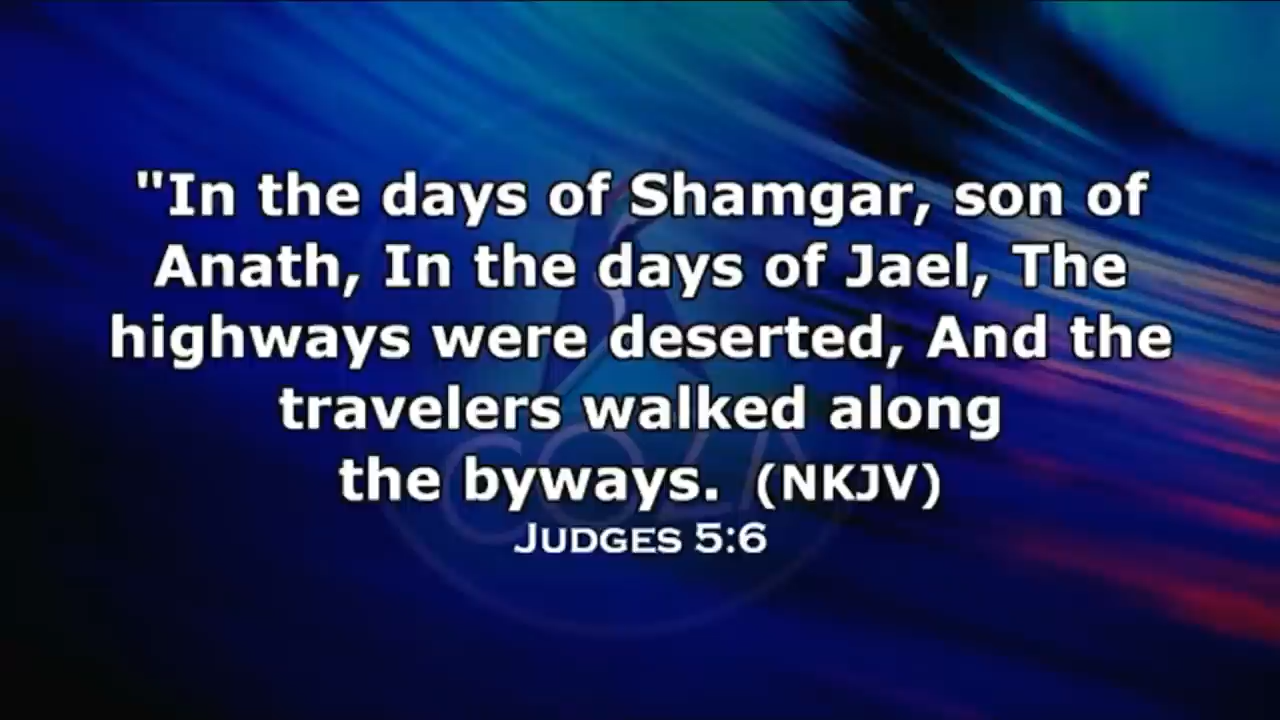 "In the days of Shamgar, son of
Anath, In the days of Jael, The
highways were deserted, And the
travelers walked along
the byways. (NKJV)
JUDGES 5:6